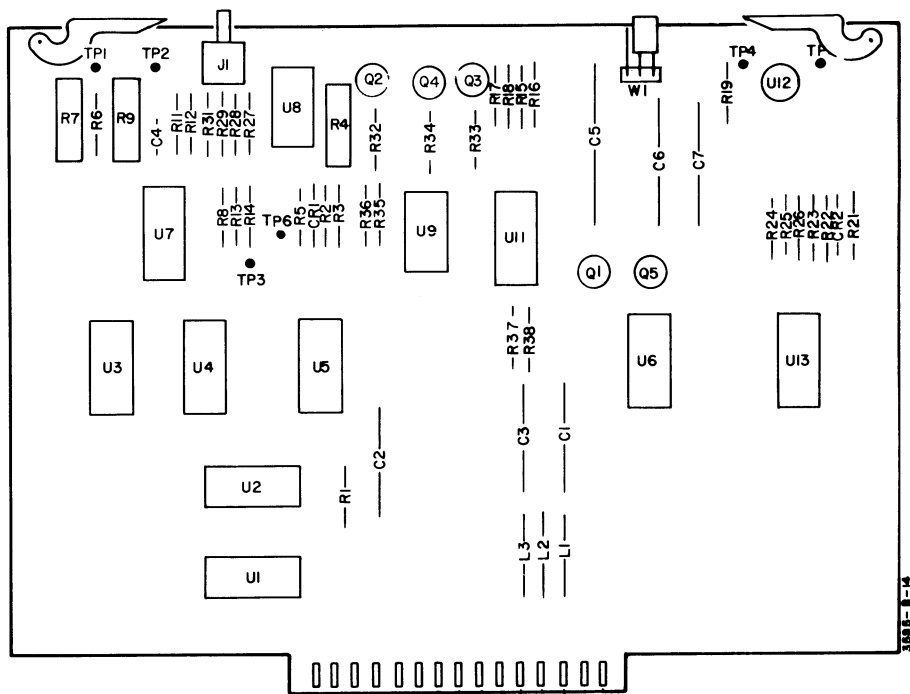 TP1
TP2
J1
TP4
TP
R7
R6
R9
C4
R11
R12
R31
R29
R28
R27
U8
R4
Q2
R32
Q4
R34
Q3
R33
R17
R18
R15
R16
C5
W1
C6
C7
R19
U12
U7
R8
R13
R14
TP6
TP3
R5
CR1
R2
R3
R36
R35
U9
U11
Q1
Q5
R24
R25
R26
R23
R22
CR2
R21
U3
U4
U5
R37
R38
U6
U13
C2
C3
C1
U2
R1
L3
L2
L1
U1